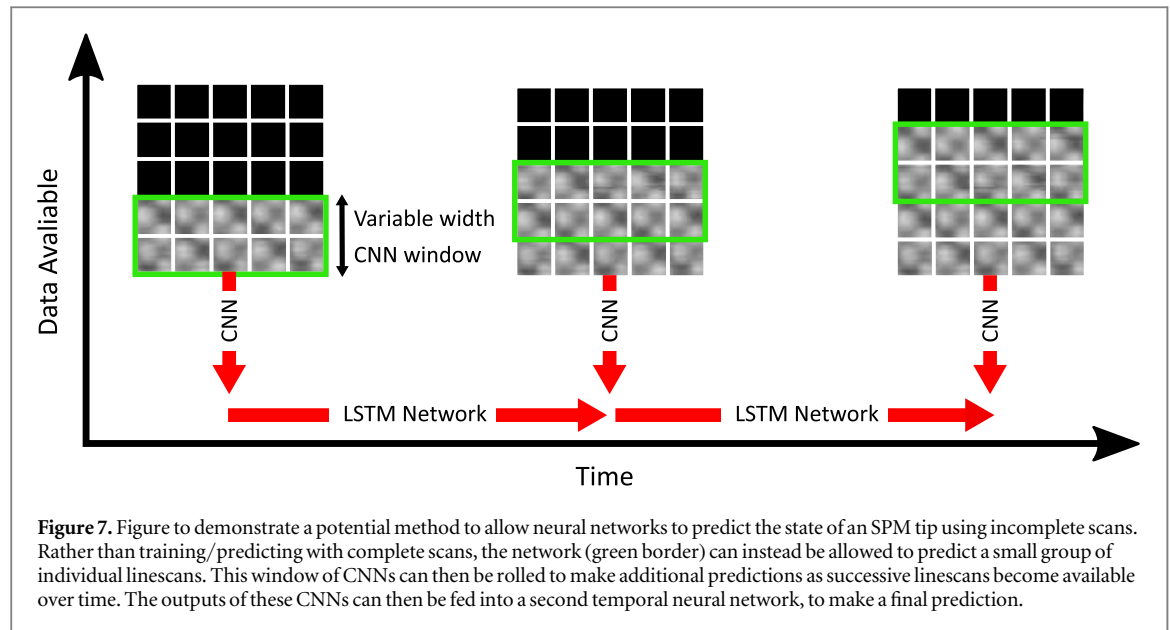 Data Avaliable
Variable width
CNN window
CNN
CNN
CNN
LSTM Network
LSTM Network
Time
Figure 7. Figure to demonstrate a potential method to allow neural networks to predict the state of an SPM tip using incomplete scans.
Rather than training/predicting with complete scans, the network (green border) can instead be allowed to predict a small group of
individual linescans. This window of CNNs can then be rolled to make additional predictions as successive linescans become available
over time. The outputs of these CNNs can then be fed into a second temporal neural network, to make a final prediction.